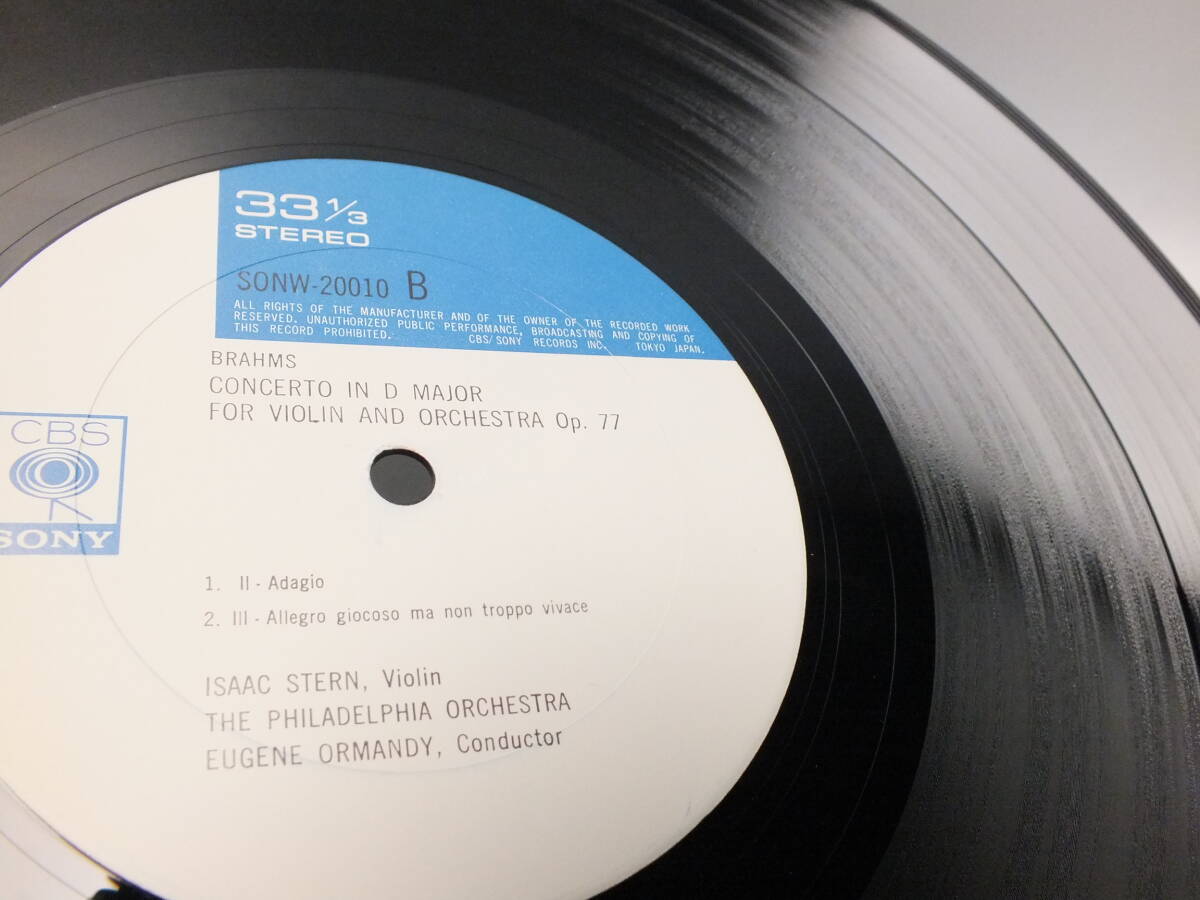 33 1/3
STEREO
SONW-20010 B
ALL RIGHTS OF THE MANUFACTURER AND OF THE OWNER OF THE RECORDED WORK
RESERVED. UNAUTHORIZED PUBLIC PERFORMANCE, BROADCASTING AND COPYING OF
THIS RECORD PROHIBITED. CBS/SONY RECORDS INC. TOKYO JAPAN.
BRAHMS
CONCERTO IN D MAJOR
FOR VIOLIN AND ORCHESTRA Op. 77
CBS
SONY
1. II - Adagio
2. III - Allegro giocoso ma non troppo vivace
ISAAC STERN, Violin
THE PHILADELPHIA ORCHESTRA
EUGENE ORMANDY, Conductor